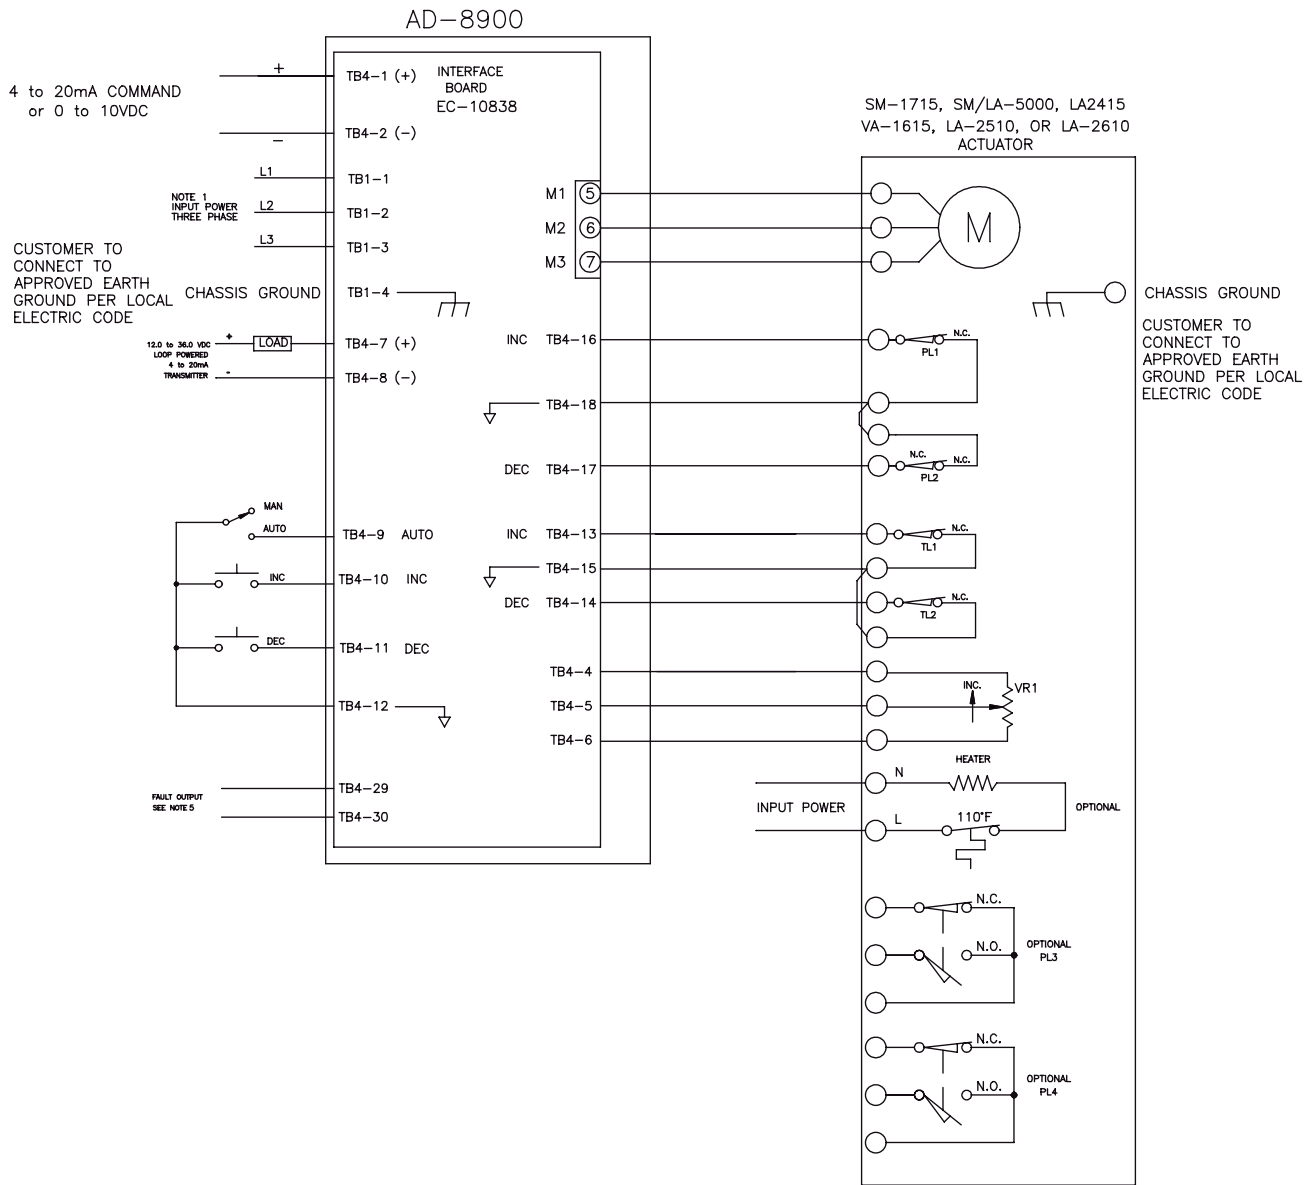 AD-8900
4 to 20mA COMMAND
or 0 to 10VDC
+
-
TB4-1 (+)
INTERFACE
BOARD
EC-10838
TB4-2 (-)
L1
TB1-1
NOTE 1
INPUT POWER
THREE PHASE
L2
TB1-2
L3
TB1-3
CUSTOMER TO
CONNECT TO
APPROVED EARTH
GROUND PER LOCAL
ELECTRIC CODE
CHASSIS GROUND
TB1-4
12.0 to 36.0 VDC
LOOP POWERED
4 to 20mA
TRANSMITTER
+
-
LOAD
TB4-7 (+)
TB4-8 (-)
MAN
AUTO
TB4-9 AUTO
INC
TB4-10 INC
DEC
TB4-11 DEC
TB4-12
FAULT OUTPUT
SEE NOTE 5
TB4-29
TB4-30
M1 5
M2 6
M3 7
INC TB4-16
TB4-18
DEC TB4-17
INC TB4-13
TB4-15
DEC TB4-14
TB4-4
TB4-5
TB4-6
SM-1715, SM/LA-5000, LA2415
VA-1615, LA-2510, OR LA-2610
ACTUATOR
M
CHASSIS GROUND
CUSTOMER TO
CONNECT TO
APPROVED EARTH
GROUND PER LOCAL
ELECTRIC CODE
N.C.
PL1
N.C.
N.C.
PL2
N.C.
TL1
N.C.
TL2
INC.
VR1
HEATER
N
INPUT POWER
L
110°F
OPTIONAL
N.C.
N.O.
OPTIONAL
PL3
N.C.
N.O.
OPTIONAL
PL4